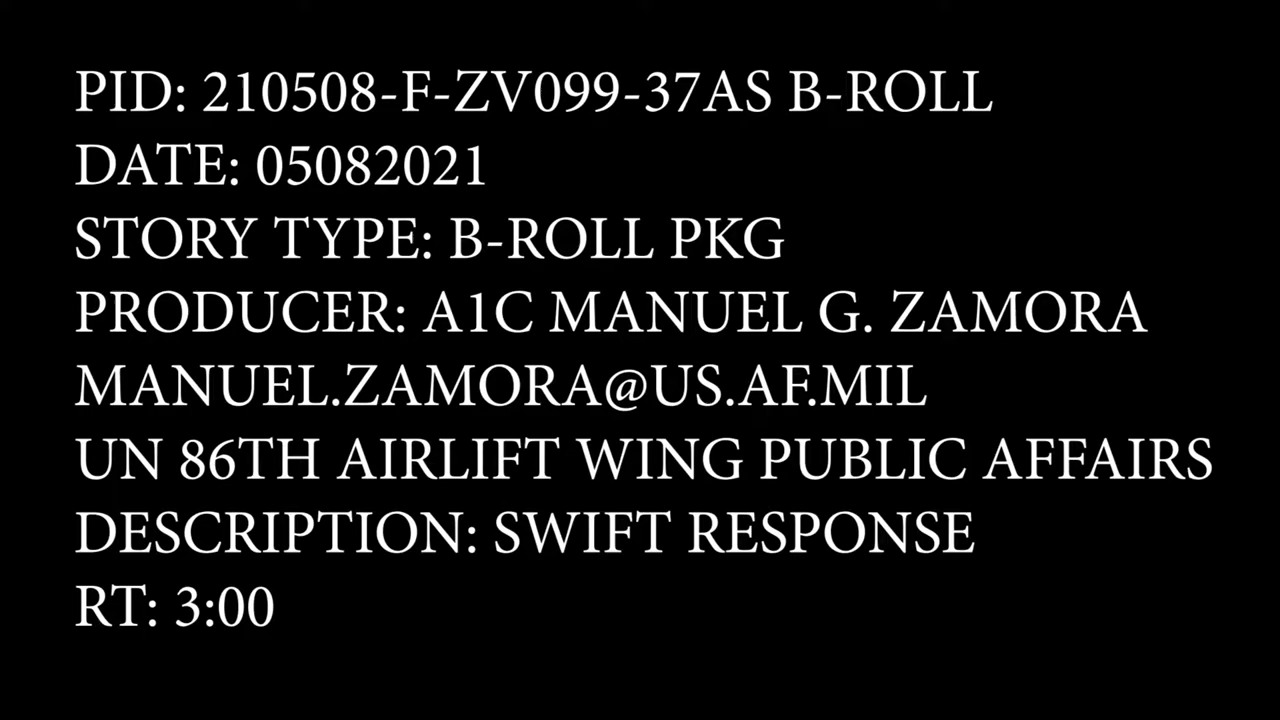 PID: 210508-F-ZV099-37AS B-ROLL
DATE: 05082021
STORY TYPE: B-ROLL PKG
PRODUCER: A1C MANUEL G. ZAMORA
MANUEL.ZAMORA@US.AF.MIL
UN 86TH AIRLIFT WING PUBLIC AFFAIRS
DESCRIPTION: SWIFT RESPONSE
RT: 3:00